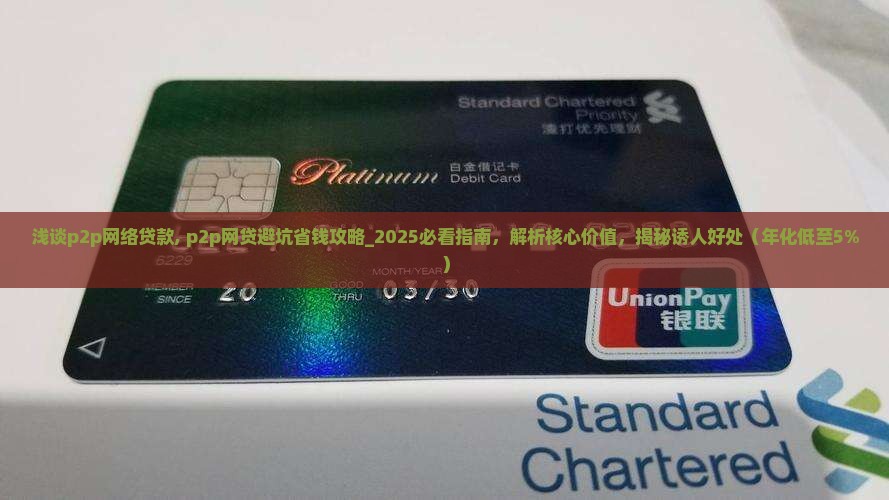 Standard Chartered
Priority
渣打优先理财
Platinum 白金借记卡
Debit Card
浅谈p2p网络贷款, p2p网贷避坑省钱攻略_2025必看指南，解析核心价值，揭秘诱人好处（年化低至5%
）
6229
MONTH/YEAR
MEMBER SINCE 20 GOOD THRU 03/30
UnionPay
银联
Standard
Chartered